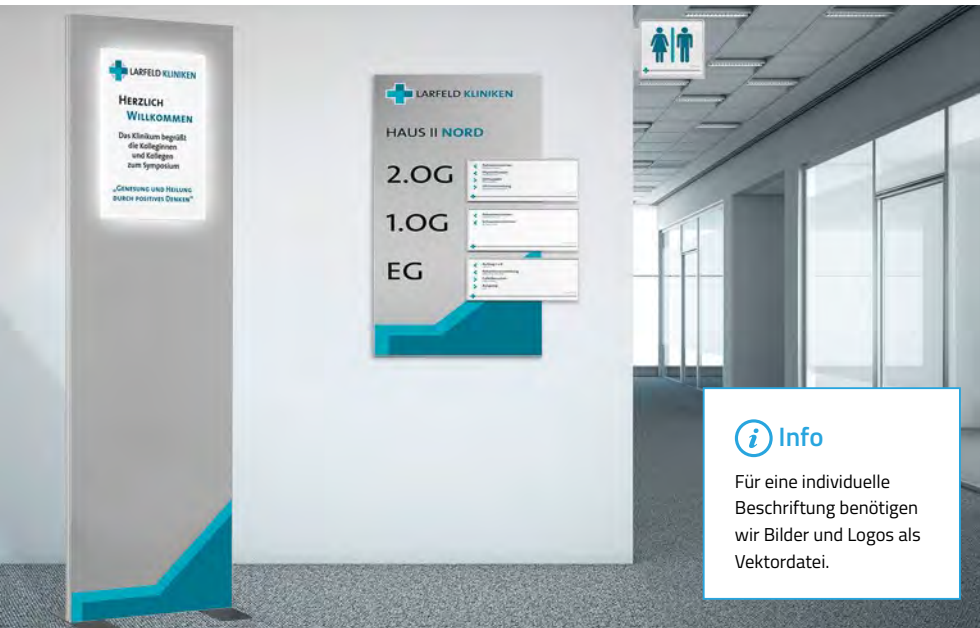 LARFELD KLINIKEN
HERZLICH
WILLKOMMEN
Das Klinikum begrüßt
die Kolleginnen
und Kollegen
zum Symposium
„GENESUNG UND HEILUNG
DURCH POSITIVES DENKEN“
LARFELD KLINIKEN
HAUS II NORD
2.OG
1.OG
EG
i Info
Für eine individuelle
Beschriftung benötigen
wir Bilder und Logos als
Vektordatei.